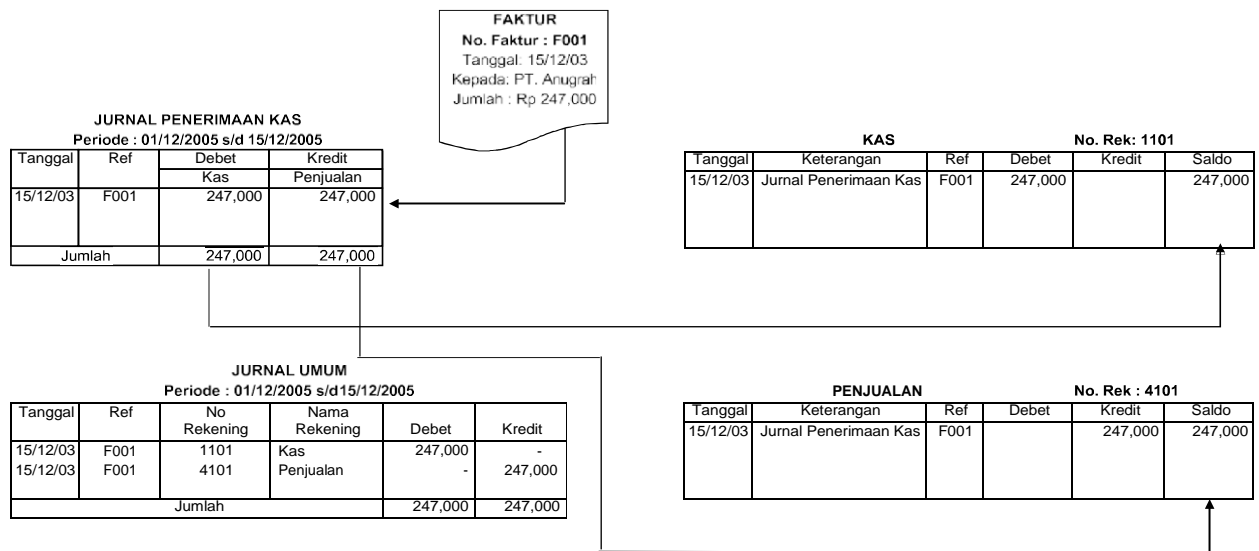 FAKTUR
No. Faktur : F001
Tanggal: 15/12/03
Kepada: PT. Anugrah
Jumlah : Rp 247,000
JURNAL PENERIMAAN KAS
Periode : 01/12/2005 s/d 15/12/2005
Tanggal Ref Debet Kredit
Kas Penjualan
15/12/03 F001 247,000 247,000
Jumlah 247,000 247,000
KAS No. Rek: 1101
Tanggal Keterangan Ref Debet Kredit Saldo
15/12/03 Jurnal Penerimaan Kas F001 247,000 247,000
JURNAL UMUM
Periode : 01/12/2005 s/d15/12/2005
Tanggal Ref No Nama
Rekening Rekening Debet Kredit
15/12/03 F001 1101 Kas 247,000 -
15/12/03 F001 4101 Penjualan - 247,000
Jumlah 247,000 247,000
PENJUALAN No. Rek : 4101
Tanggal Keterangan Ref Debet Kredit Saldo
15/12/03 Jurnal Penerimaan Kas F001 247,000 247,000